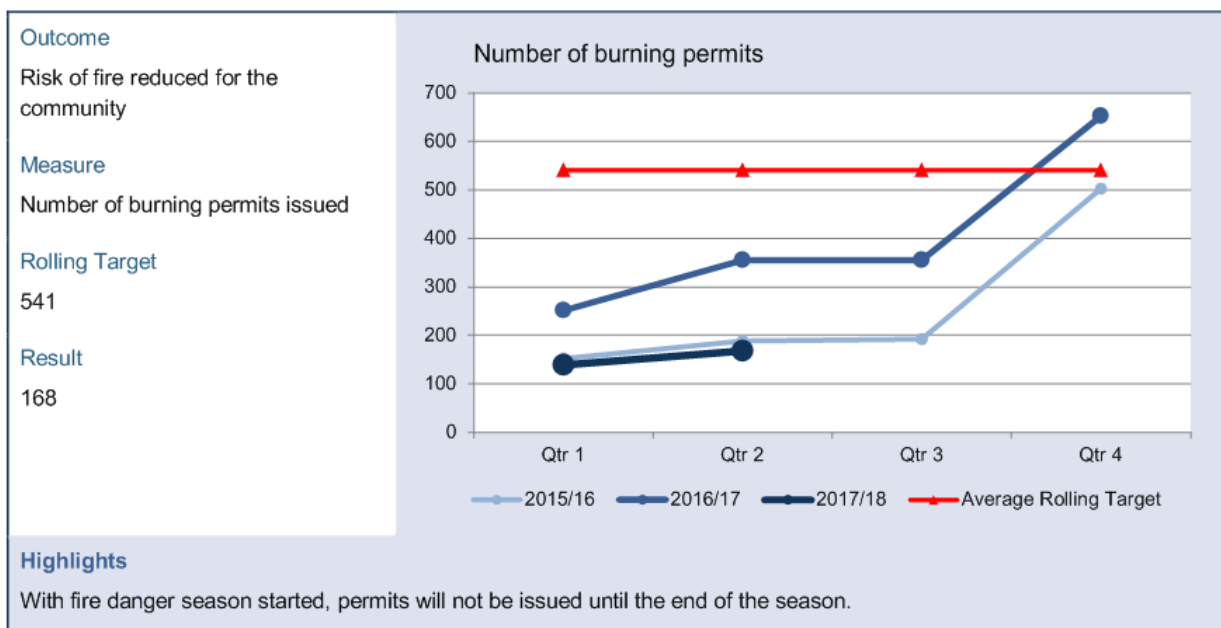 Outcome
Risk of fire reduced for the
community
Measure
Number of burning permits issued
Rolling Target
541
Result
168
Number of burning permits
700
600
500
400
300
200
100
0
Qtr 1 Qtr 2 Qtr 3 Qtr 4
2015/16 2016/17 2017/18 Average Rolling Target
Highlights
With fire danger season started, permits will not be issued until the end of the season.